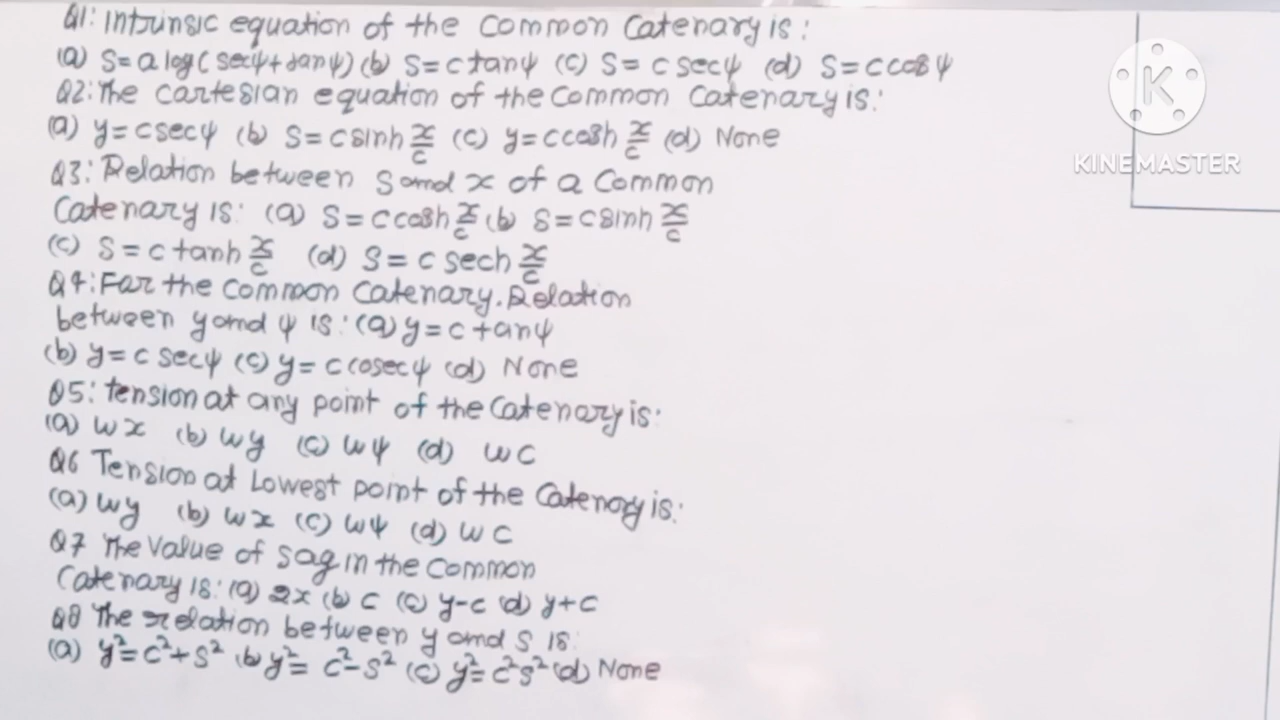 Q1: Intrinsic equation of the Common Catenary is:
(a) S= a log( secψ+tanψ) (b) S=c tanψ (c) S= c secψ (d) S=c cosψ
Q2: The cartesian equation of the Common Catenary is:
(a) y=csecψ (b) S=csinh x/c (c) y=ccosh x/c (d) None
Q3: Relation between S and x of a Common
Catenary is: (a) S=c cosh x/c (b) S=csinh x/c
(c) S=c tanh x/c (d) S= c sech x/c
Q4: For the common Catenary. Relation
between y and ψ is: (a) y=c tanψ
(b) y=c secψ (c) y= c cosecψ (d) None
Q5: tension at any point of the Catenary is:
(a) wx (b) wy (c) wψ (d) wc
Q6 Tension at Lowest point of the Catenary is:
(a) wy (b) wx (c) wψ (d) wc
Q7 The Value of sag in the Common
Catenary is: (a) 2x (b) c (c) y-c (d) y+c
Q8 The relation between y and S is:
(a) y²=c²+s² (b) y²= c²-s² (c) y²=c²s² (d) None
K
KINEMASTER